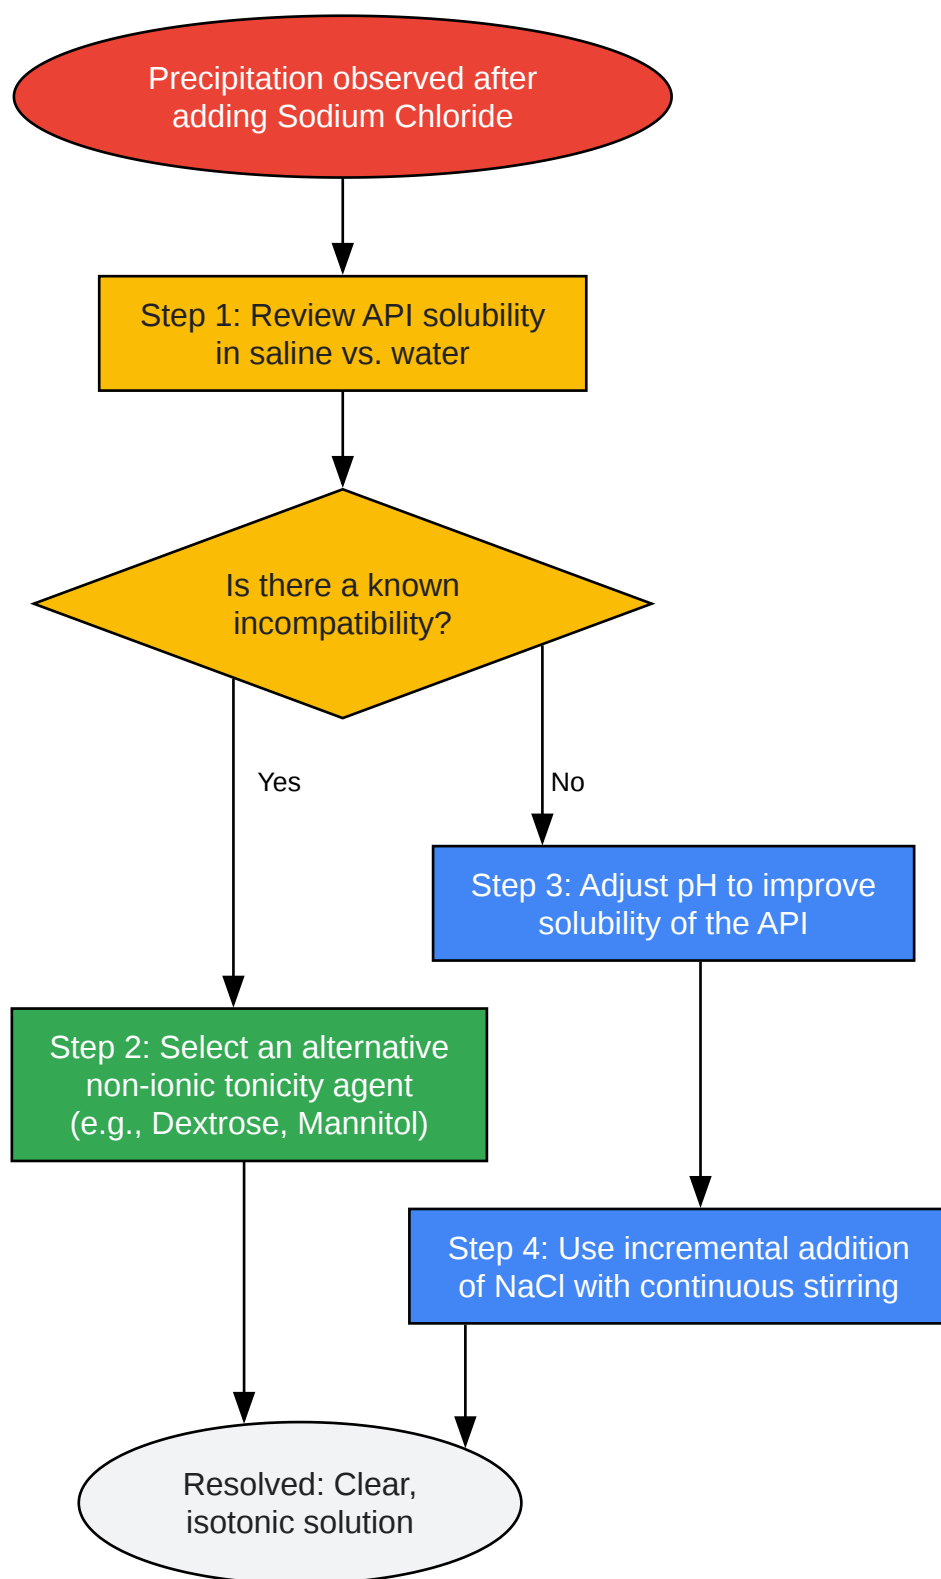 Precipitation observed after
adding Sodium Chloride
Step 1: Review API solubility
in saline vs. water
Is there a known
incompatibility?
Yes
No
Step 3: Adjust pH to improve
solubility of the API
Step 2: Select an alternative
non-ionic tonicity agent
(e.g., Dextrose, Mannitol)
Step 4: Use incremental addition
of NaCl with continuous stirring
Resolved: Clear,
isotonic solution